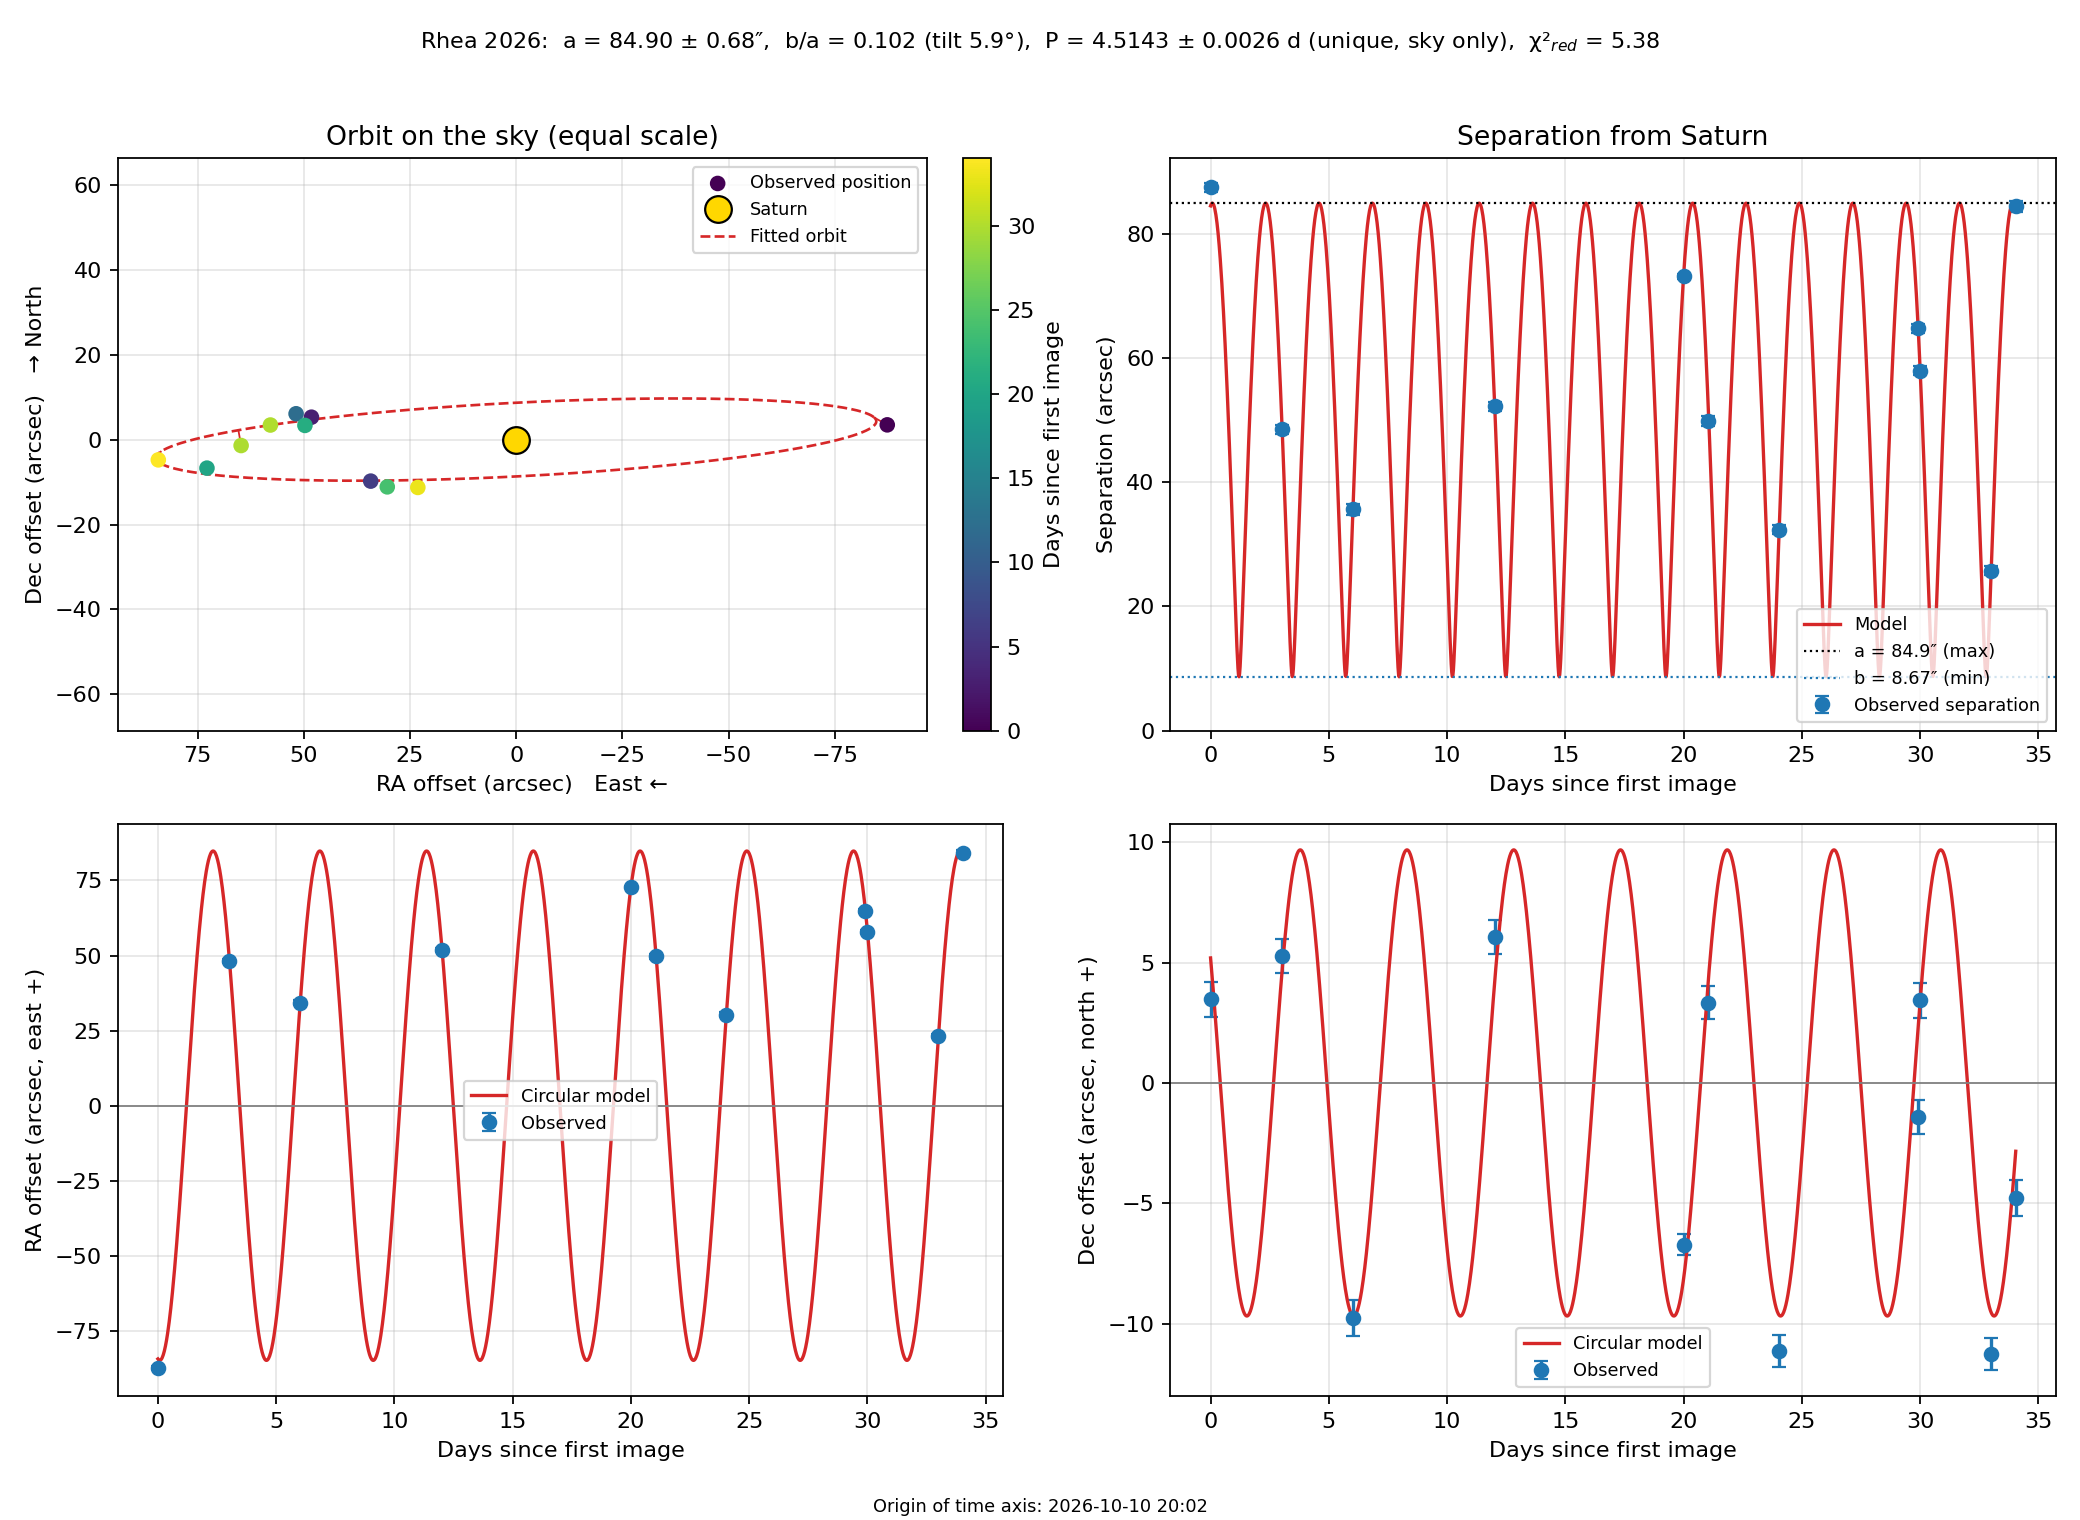 Rhea 2026:  a = 84.90 ± 0.68″,  b/a = 0.102 (tilt 5.9°),  P = 4.5143 ± 0.0026 d (unique, sky only),  χ²red = 5.38
Orbit on the sky (equal scale)
60
40
20
0
−20
−40
−60
Dec offset (arcsec)   → North
75
50
25
0
−25
−50
−75
RA offset (arcsec)   East ←
Observed position
Saturn
Fitted orbit
30
25
20
15
10
5
0
Days since first image
Separation from Saturn
80
60
40
20
0
Separation (arcsec)
0
5
10
15
20
25
30
35
Days since first image
Model
a = 84.9″ (max)
b = 8.67″ (min)
Observed separation
75
50
25
0
−25
−50
−75
RA offset (arcsec, east +)
0
5
10
15
20
25
30
35
Days since first image
Circular model
Observed
10
5
0
−5
−10
Dec offset (arcsec, north +)
0
5
10
15
20
25
30
35
Days since first image
Circular model
Observed
Origin of time axis: 2026-10-10 20:02